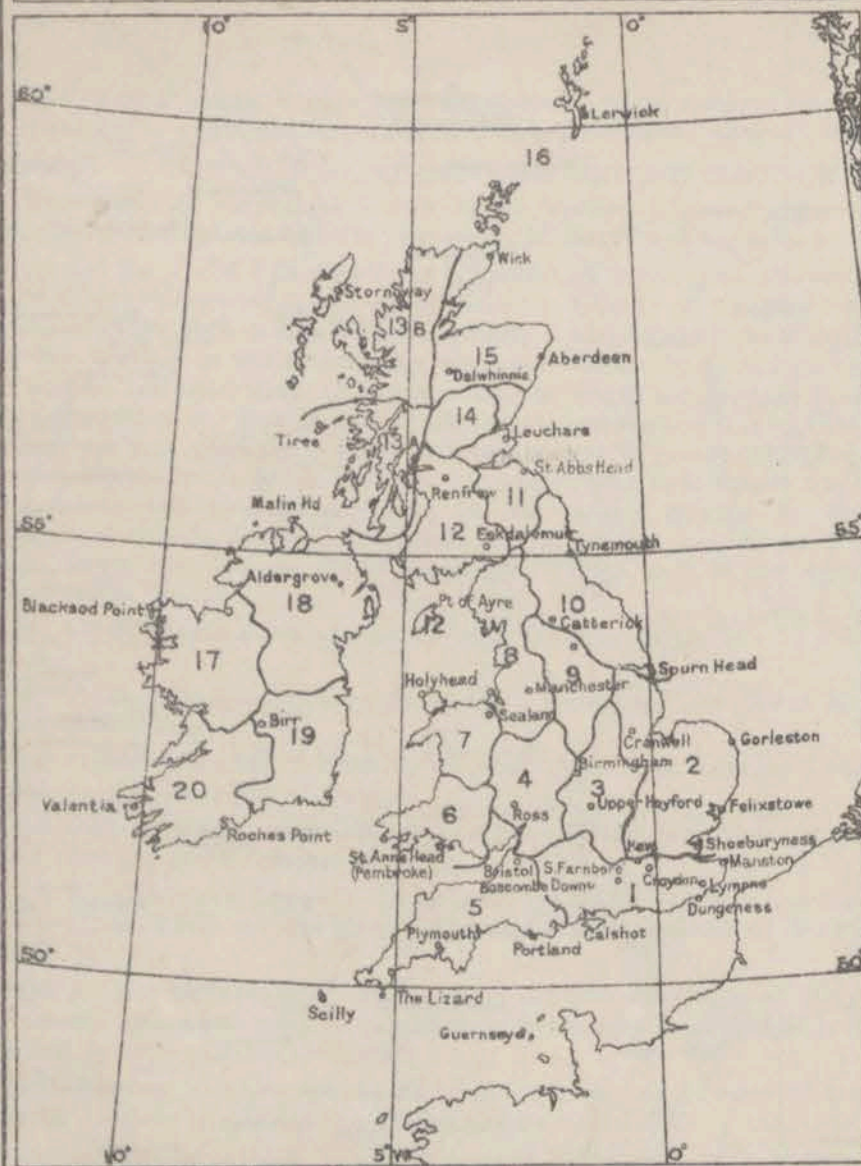 10° 5° 0°
60°
Lerwick
16
Wick
Stornoway
13
B
15
Aberdeen
Dalwhinnie
14
Tiree
13
A
Leuchars
St. Abbs Head
Renfrew
11
Malin Hd
12
Eskdalemuir
55°
Tynemouth
55
Aldergrove
18
Pt of Ayre
10
Blacksod Point
12
Catterick
17
8
9
Spurn Head
Holyhead
Manchester
Birr
Sealand
19
7
Cranwell
Gorleston
Birmingham
2
4
3
20
Ross
Upper Heyford
Felixstowe
Valentia
6
Roches Point
Kew
Shoeburyness
St. Anns Head
(Pembroke)
Bristol
S. Farnboro
Manston
Boscombe Down
Croydon
Lympne
5
1
Dungeness
Plymouth
Calshot
Portland
50°
50
Scilly
The Lizard
Guernsey
10° 5°W 0°